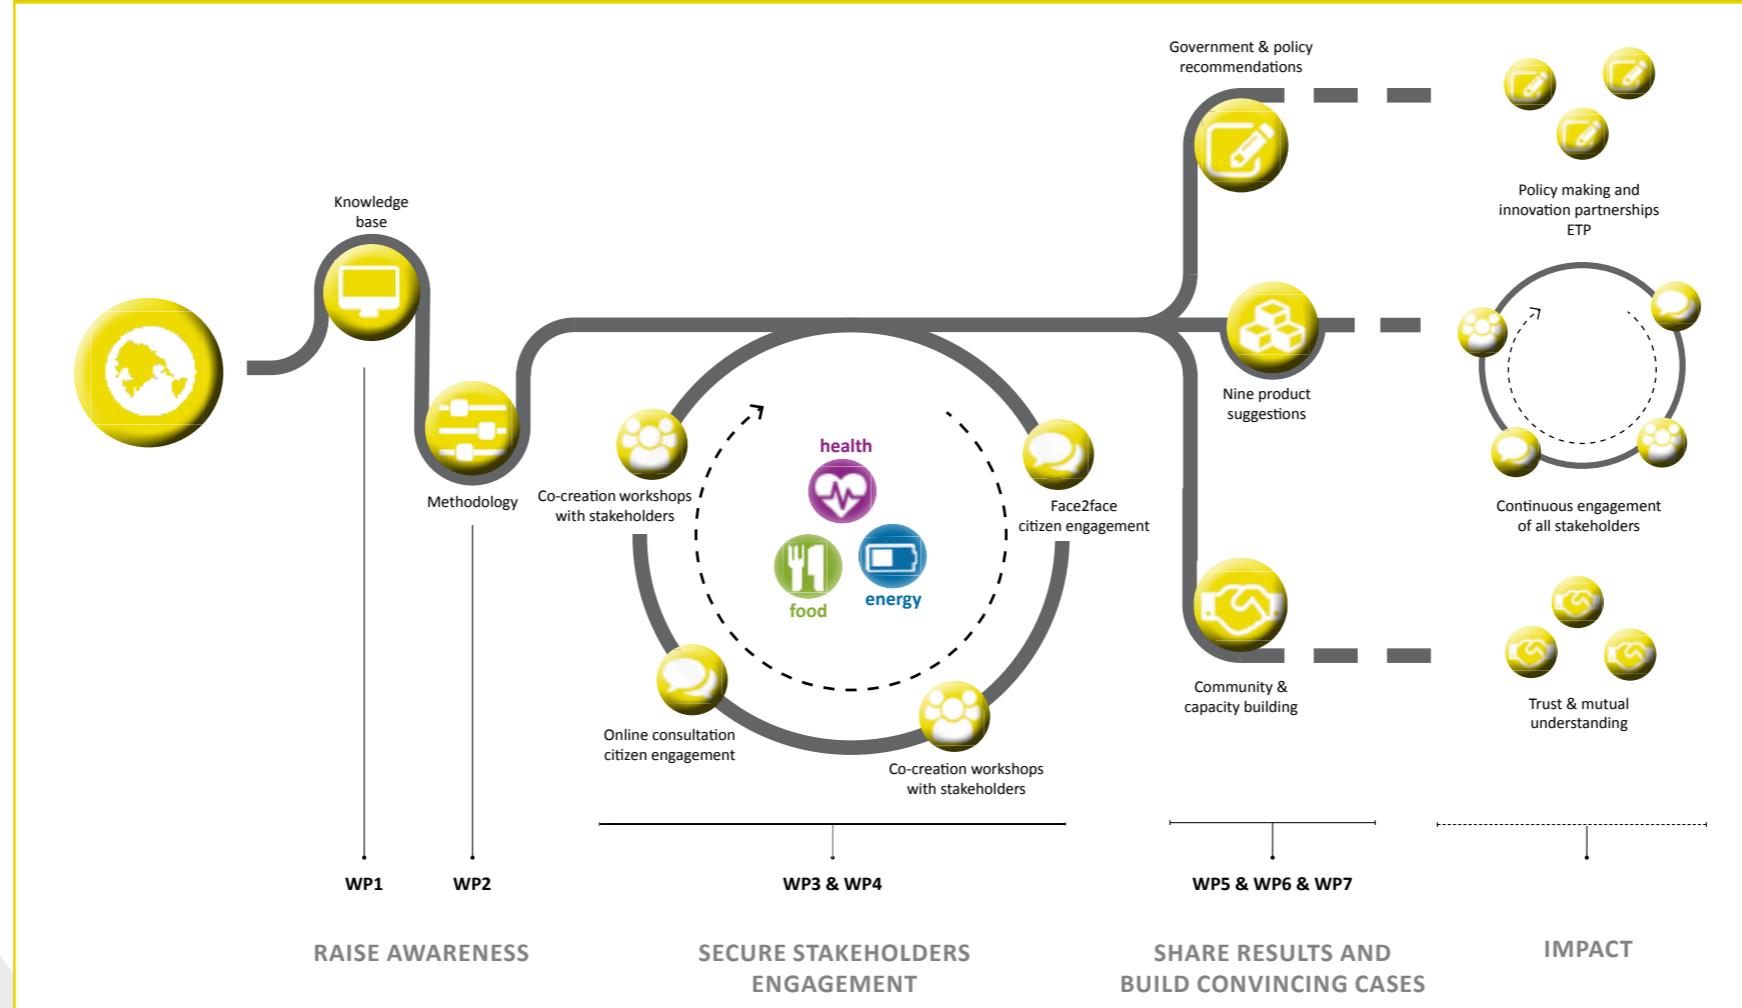 Government & policy
recommendations
Knowledge
base
Policy making and
innovation partnerships
ETP
Nine product
suggestions
health
Methodology
Co-creation workshops
with stakeholders
Face2face
citizen engagement
Continuous engagement
of all stakeholders
food
energy
Community &
capacity building
Trust & mutual
understanding
Online consultation
citizen engagement
Co-creation workshops
with stakeholders
WP1
WP2
WP3 & WP4
WP5 & WP6 & WP7
RAISE AWARENESS
SECURE STAKEHOLDERS
ENGAGEMENT
SHARE RESULTS AND
BUILD CONVINCING CASES
IMPACT